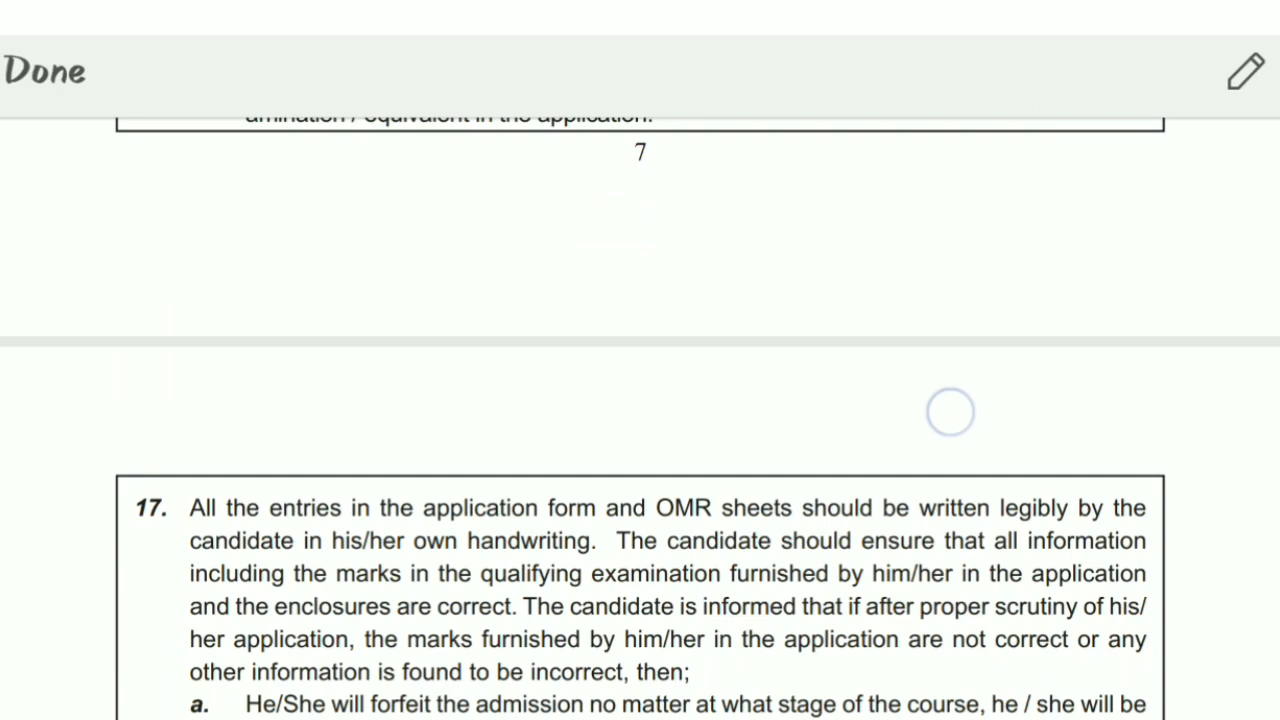 Done
amination / equivalent in the application.
7
17. All the entries in the application form and OMR sheets should be written legibly by the
candidate in his/her own handwriting. The candidate should ensure that all information
including the marks in the qualifying examination furnished by him/her in the application
and the enclosures are correct. The candidate is informed that if after proper scrutiny of his/
her application, the marks furnished by him/her in the application are not correct or any
other information is found to be incorrect, then;
a. He/She will forfeit the admission no matter at what stage of the course, he / she will be